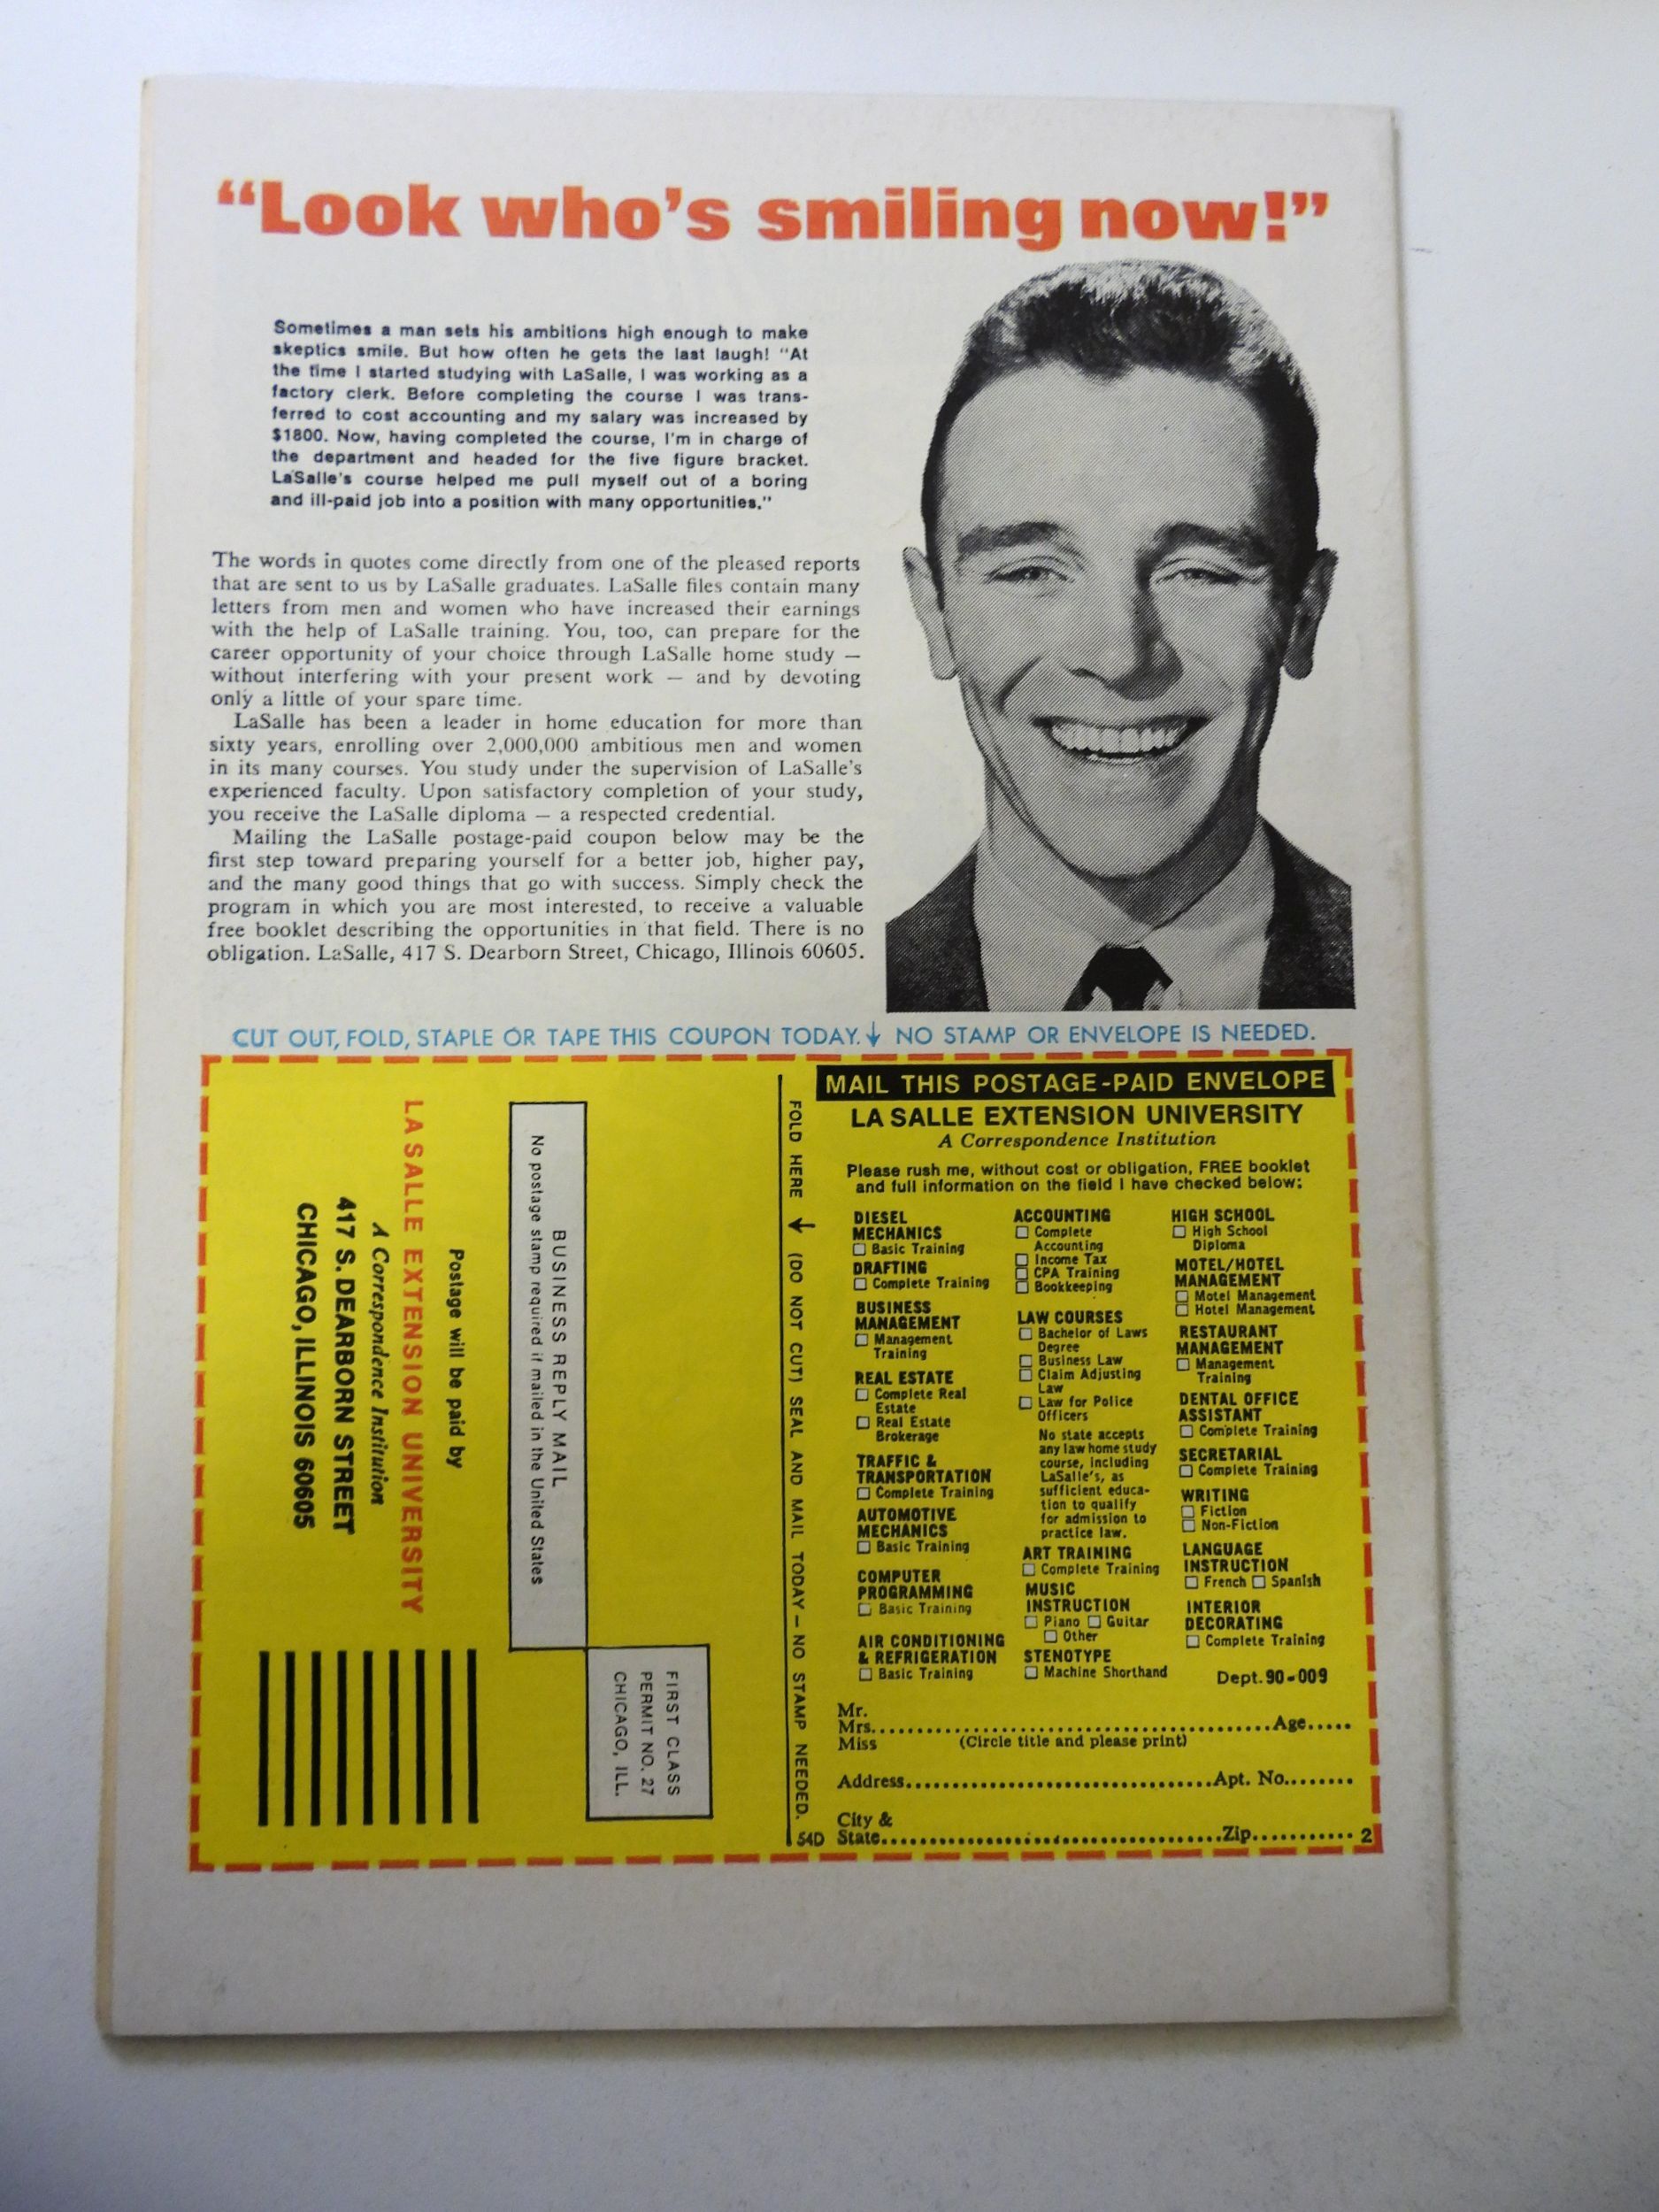 “Look who’s smiling now!”
Sometimes a man sets his ambitions high enough to make
skeptics smile. But how often he gets the last laugh! “At
the time I started studying with LaSalle, I was working as a
factory clerk. Before completing the course I was trans-
ferred to cost accounting and my salary was increased by
$1800. Now, having completed the course, I’m in charge of
the department and headed for the five figure bracket.
LaSalle’s course helped me pull myself out of a boring
and ill-paid job into a position with many opportunities.”
The words in quotes come directly from one of the pleased reports
that are sent to us by LaSalle graduates. LaSalle files contain many
letters from men and women who have increased their earnings
with the help of LaSalle training. You, too, can prepare for the
career opportunity of your choice through LaSalle home study —
without interfering with your present work — and by devoting
only a little of your spare time.
LaSalle has been a leader in home education for more than
sixty years, enrolling over 2,000,000 ambitious men and women
in its many courses. You study under the supervision of LaSalle’s
experienced faculty. Upon satisfactory completion of your study,
you receive the LaSalle diploma — a respected credential.
Mailing the LaSalle postage-paid coupon below may be the
first step toward preparing yourself for a better job, higher pay,
and the many good things that go with success. Simply check the
program in which you are most interested, to receive a valuable
free booklet describing the opportunities in that field. There is no
obligation. LaSalle, 417 S. Dearborn Street, Chicago, Illinois 60605.
CUT OUT, FOLD, STAPLE OR TAPE THIS COUPON TODAY.↓ NO STAMP OR ENVELOPE IS NEEDED.
FIRST CLASS
PERMIT NO. 27
CHICAGO, ILL.
BUSINESS REPLY MAIL
No postage stamp required if mailed in the United States
Postage will be paid by
LA SALLE EXTENSION UNIVERSITY
A Correspondence Institution
417 S. DEARBORN STREET
CHICAGO, ILLINOIS 60605
FOLD HERE → (DO NOT CUT) SEAL AND MAIL TODAY — NO STAMP NEEDED.
54D
MAIL THIS POSTAGE-PAID ENVELOPE
LA SALLE EXTENSION UNIVERSITY
A Correspondence Institution
Please rush me, without cost or obligation, FREE booklet
and full information on the field I have checked below:
DIESEL
MECHANICS
☐ Basic Training
DRAFTING
☐ Complete Training
BUSINESS
MANAGEMENT
☐ Management
Training
REAL ESTATE
☐ Complete Real
Estate
☐ Real Estate
Brokerage
TRAFFIC &
TRANSPORTATION
☐ Complete Training
AUTOMOTIVE
MECHANICS
☐ Basic Training
COMPUTER
PROGRAMMING
☐ Basic Training
AIR CONDITIONING
& REFRIGERATION
☐ Basic Training
ACCOUNTING
☐ Complete
Accounting
☐ Income Tax
☐ CPA Training
☐ Bookkeeping
LAW COURSES
☐ Bachelor of Laws
Degree
☐ Business Law
☐ Claim Adjusting
Law
☐ Law for Police
Officers
No state accepts
any law home study
course, including
LaSalle’s, as
sufficient educa-
tion to qualify
for admission to
practice law.
ART TRAINING
☐ Complete Training
MUSIC
INSTRUCTION
☐ Piano ☐ Guitar
☐ Other
STENOTYPE
☐ Machine Shorthand
HIGH SCHOOL
☐ High School
Diploma
MOTEL/HOTEL
MANAGEMENT
☐ Motel Management
☐ Hotel Management
RESTAURANT
MANAGEMENT
☐ Management
Training
DENTAL OFFICE
ASSISTANT
☐ Complete Training
SECRETARIAL
☐ Complete Training
WRITING
☐ Fiction
☐ Non-Fiction
LANGUAGE
INSTRUCTION
☐ French ☐ Spanish
INTERIOR
DECORATING
☐ Complete Training
Dept. 90-009
Mr.
Mrs. ........ Age.....
Miss (Circle title and please print)
Address........ Apt. No........
City &
State........ Zip........ 2